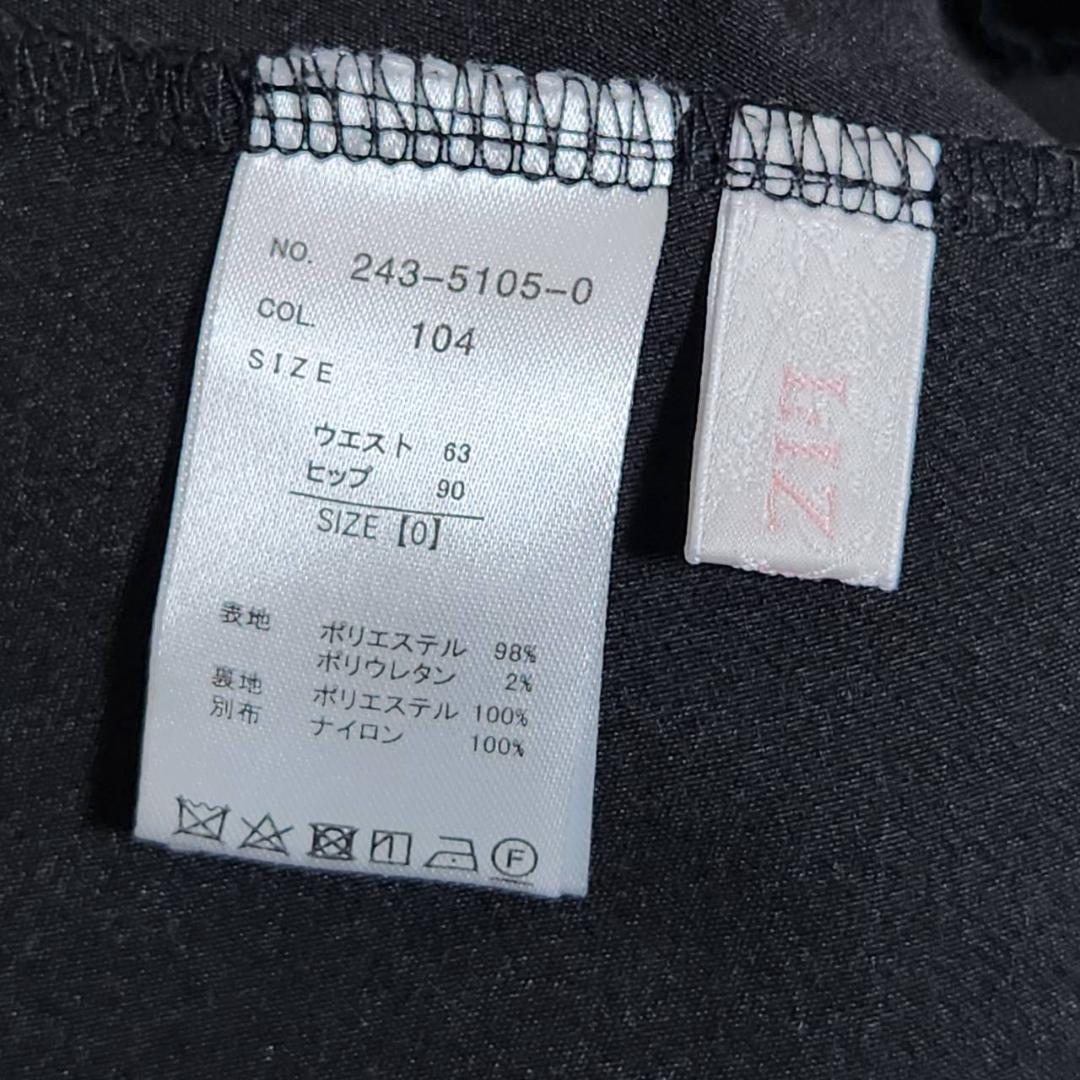 NO. 243-5105-0
COL. 104
SIZE
ウエスト 63
ヒップ 90
SIZE【0】
表地 ポリエステル 98%
ポリウレタン 2%
裏地 ポリエステル 100%
別布 ナイロン 100%
F
LIZ